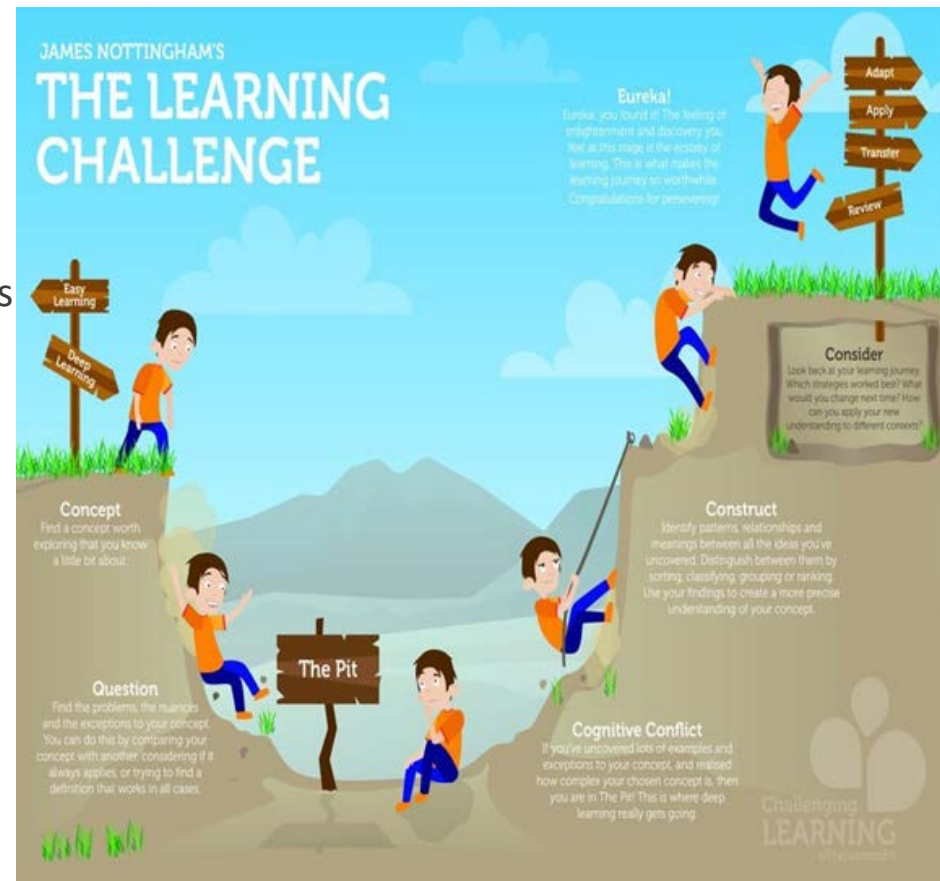 JAMES NOTTINGHAM'S
THE LEARNING
CHALLENGE
Eureka!
Eureka, you found it! The feeling of
enlightenment and discovery you
feel at this stage is the ecstasy of
learning. This is what makes the
learning journey so worthwhile.
Congratulations for persevering!
Adapt
Apply
Transfer
Review
s
Easy
Learning
Deep
Learning
Consider
Look back at your learning journey.
Which strategies worked best? What
would you change next time? How
can you apply your new
understanding to different contexts?
Concept
Find a concept worth
exploring that you know
a little bit about.
Construct
Identify patterns, relationships and
meanings between all the ideas you've
uncovered. Distinguish between them by
sorting, classifying, grouping or ranking.
Use your findings to create a more precise
understanding of your concept.
The Pit
Question
Find the problems, the nuances
and the exceptions to your concept.
You can do this by comparing your
concept with another, considering if it
always applies, or trying to find a
definition that works in all cases.
Cognitive Conflict
If you've uncovered lots of examples and
exceptions to your concept, and realised
how complex your chosen concept is, then
you are in The Pit! This is where deep
learning really gets going.
Challenging
LEARNING